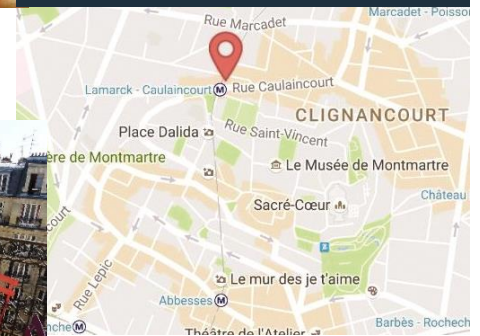 Marcadet - Poisso
Rue Marcadet
Lamarck - Caulaincourt M Rue Caulaincourt
CLIGNANCOURT
Place Dalida
Rue Saint-Vincent
ère de Montmartre
Le Musée de Montmartre
Château
Sacré-Cœur
court
Le mur des je t'aime
Rue Lepic
Abbesses M
Barbès - Rochech
nche M
Théâtre de l'Atelier